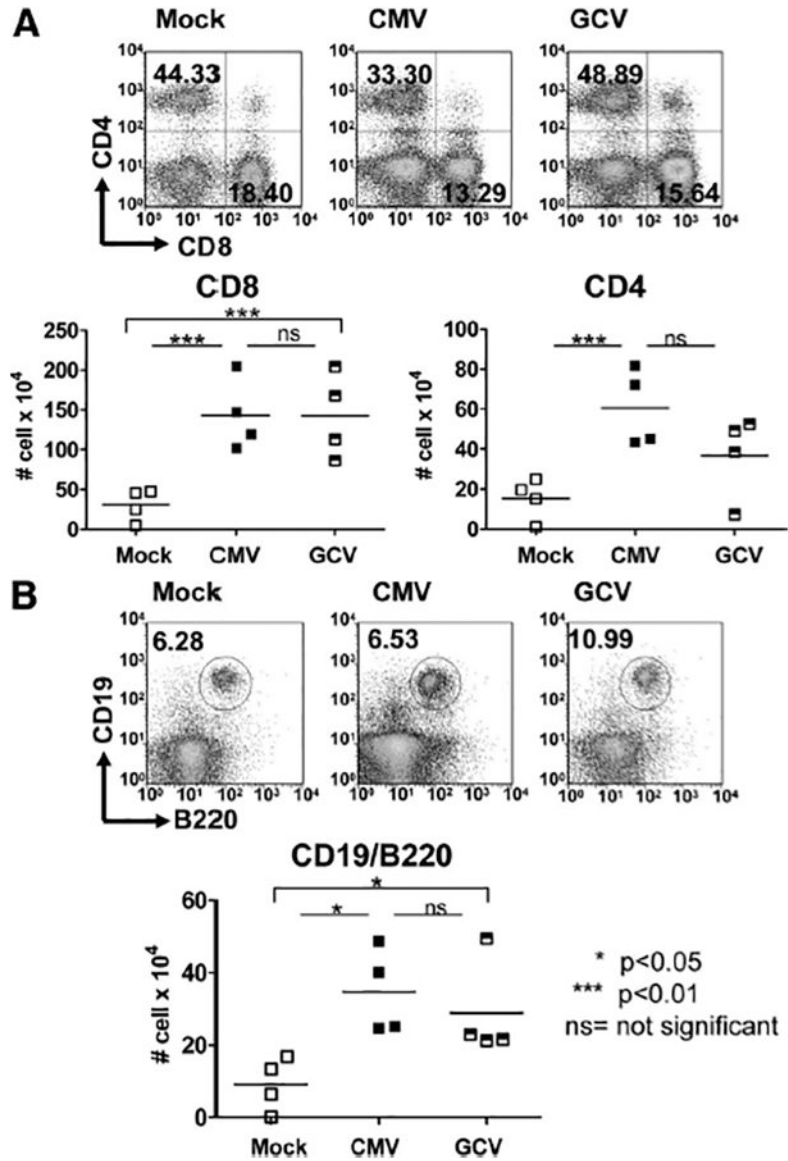 A
Mock CMV GCV
10⁴ 10⁴ 10⁴
44.33 33.30 48.89
10³ 10³ 10³
10² 10² 10²
10¹ 10¹ 10¹
18.40 13.29 15.64
10⁰ 10⁰ 10⁰
10⁰ 10¹ 10² 10³ 10⁴ 10⁰ 10¹ 10² 10³ 10⁴ 10⁰ 10¹ 10² 10³ 10⁴
CD4
CD8
CD8
# cell x 10⁴
250
200
150
100
50
0
***
*** ns
Mock CMV GCV
CD4
# cell x 10⁴
100
80
60
40
20
0
*** ns
Mock CMV GCV
B
Mock CMV GCV
10⁴ 10⁴ 10⁴
6.28 6.53 10.99
10³ 10³ 10³
10² 10² 10²
10¹ 10¹ 10¹
10⁰ 10⁰ 10⁰
10⁰ 10¹ 10² 10³ 10⁴ 10⁰ 10¹ 10² 10³ 10⁴ 10⁰ 10¹ 10² 10³ 10⁴
CD19
B220
CD19/B220
# cell x 10⁴
60
40
20
0
*
* ns
Mock CMV GCV
* p<0.05
*** p<0.01
ns= not significant